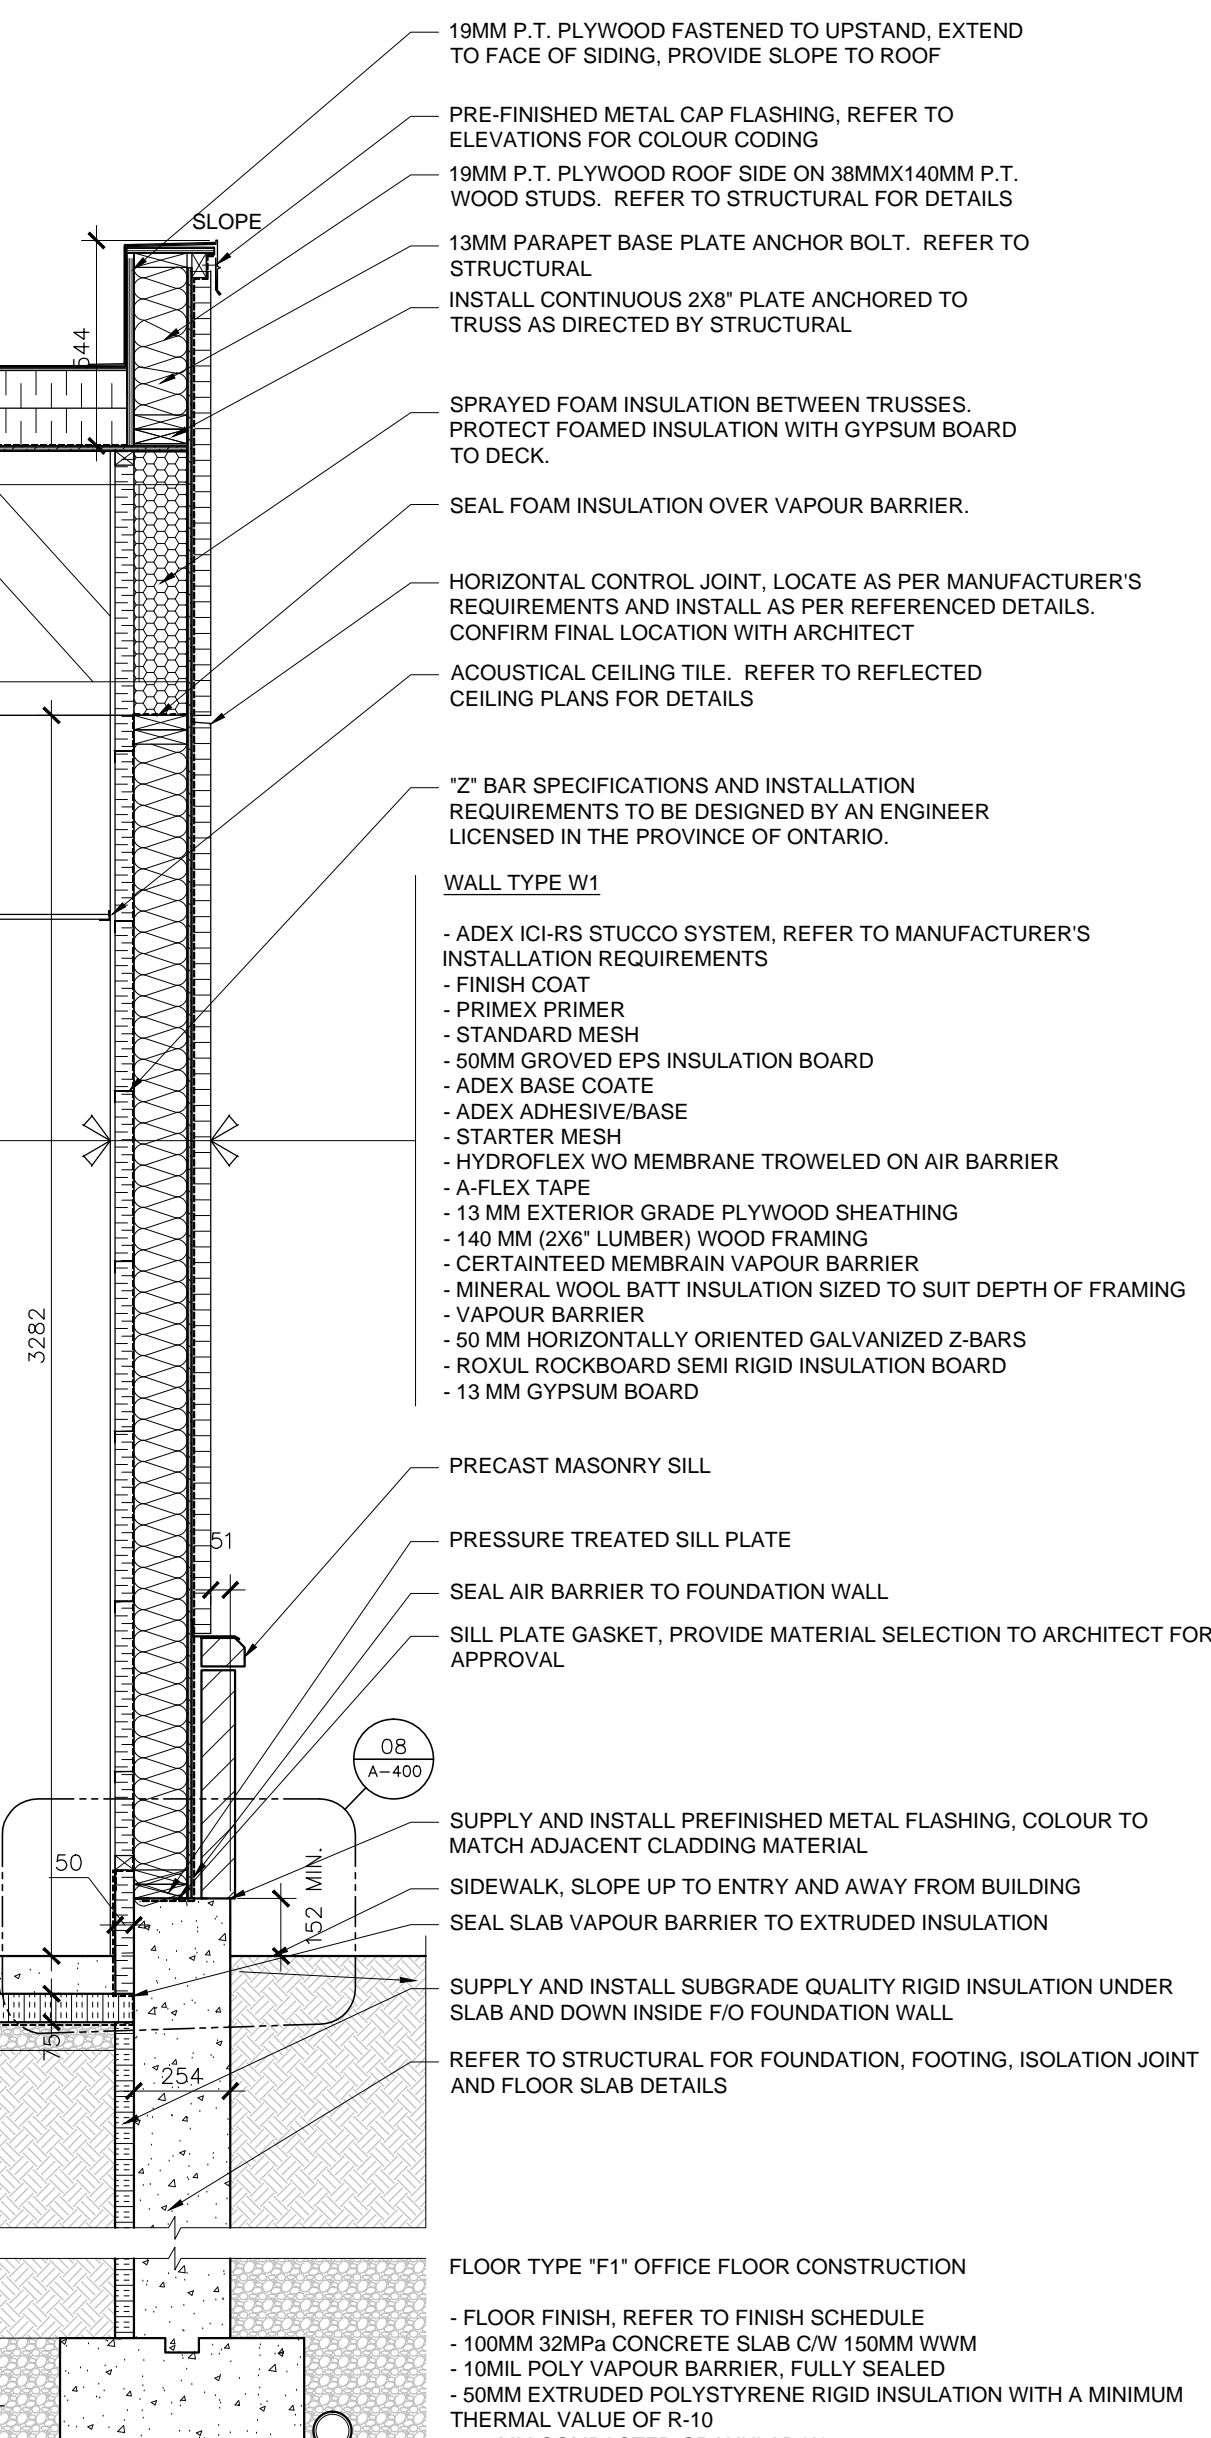 19MM P.T. PLYWOOD FASTENED TO UPSTAND, EXTEND
TO FACE OF SIDING, PROVIDE SLOPE TO ROOF
PRE-FINISHED METAL CAP FLASHING, REFER TO
ELEVATIONS FOR COLOUR CODING
19MM P.T. PLYWOOD ROOF SIDE ON 38MMX140MM P.T.
WOOD STUDS. REFER TO STRUCTURAL FOR DETAILS
SLOPE
13MM PARAPET BASE PLATE ANCHOR BOLT. REFER TO
STRUCTURAL
INSTALL CONTINUOUS 2X8" PLATE ANCHORED TO
TRUSS AS DIRECTED BY STRUCTURAL
544
SPRAYED FOAM INSULATION BETWEEN TRUSSES.
PROTECT FOAMED INSULATION WITH GYPSUM BOARD
TO DECK.
SEAL FOAM INSULATION OVER VAPOUR BARRIER.
HORIZONTAL CONTROL JOINT, LOCATE AS PER MANUFACTURER'S
REQUIREMENTS AND INSTALL AS PER REFERENCED DETAILS.
CONFIRM FINAL LOCATION WITH ARCHITECT
ACOUSTICAL CEILING TILE. REFER TO REFLECTED
CEILING PLANS FOR DETAILS
"Z" BAR SPECIFICATIONS AND INSTALLATION
REQUIREMENTS TO BE DESIGNED BY AN ENGINEER
LICENSED IN THE PROVINCE OF ONTARIO.
WALL TYPE W1
- ADEX ICI-RS STUCCO SYSTEM, REFER TO MANUFACTURER'S
INSTALLATION REQUIREMENTS
- FINISH COAT
- PRIMEX PRIMER
- STANDARD MESH
- 50MM GROVED EPS INSULATION BOARD
- ADEX BASE COATE
- ADEX ADHESIVE/BASE
- STARTER MESH
- HYDROFLEX WO MEMBRANE TROWELED ON AIR BARRIER
- A-FLEX TAPE
- 13 MM EXTERIOR GRADE PLYWOOD SHEATHING
- 140 MM (2X6" LUMBER) WOOD FRAMING
- CERTAINTEED MEMBRAIN VAPOUR BARRIER
- MINERAL WOOL BATT INSULATION SIZED TO SUIT DEPTH OF FRAMING
- VAPOUR BARRIER
- 50 MM HORIZONTALLY ORIENTED GALVANIZED Z-BARS
- ROXUL ROCKBOARD SEMI RIGID INSULATION BOARD
- 13 MM GYPSUM BOARD
3282
PRECAST MASONRY SILL
51
PRESSURE TREATED SILL PLATE
SEAL AIR BARRIER TO FOUNDATION WALL
SILL PLATE GASKET, PROVIDE MATERIAL SELECTION TO ARCHITECT FOR
APPROVAL
08
A-400
SUPPLY AND INSTALL PREFINISHED METAL FLASHING, COLOUR TO
MATCH ADJACENT CLADDING MATERIAL
50
152 MIN.
SIDEWALK, SLOPE UP TO ENTRY AND AWAY FROM BUILDING
SEAL SLAB VAPOUR BARRIER TO EXTRUDED INSULATION
SUPPLY AND INSTALL SUBGRADE QUALITY RIGID INSULATION UNDER
SLAB AND DOWN INSIDE F/O FOUNDATION WALL
75
254
REFER TO STRUCTURAL FOR FOUNDATION, FOOTING, ISOLATION JOINT
AND FLOOR SLAB DETAILS
FLOOR TYPE "F1" OFFICE FLOOR CONSTRUCTION
- FLOOR FINISH, REFER TO FINISH SCHEDULE
- 100MM 32MPa CONCRETE SLAB C/W 150MM WWM
- 10MIL POLY VAPOUR BARRIER, FULLY SEALED
- 50MM EXTRUDED POLYSTYRENE RIGID INSULATION WITH A MINIMUM
THERMAL VALUE OF R-10